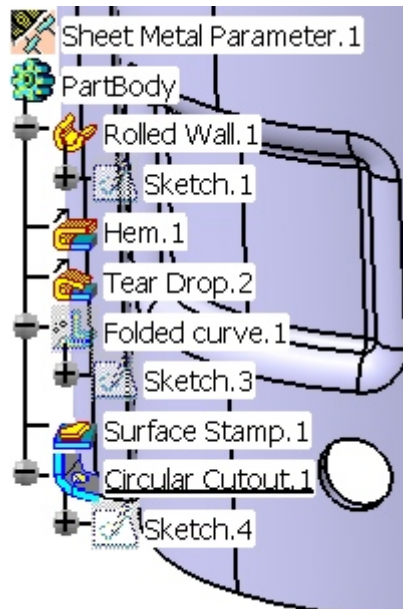 Sheet Metal Parameter.1
PartBody
Rolled Wall.1
Sketch.1
Hem.1
Tear Drop.2
Folded curve.1
Sketch.3
Surface Stamp.1
Circular Cutout.1
Sketch.4